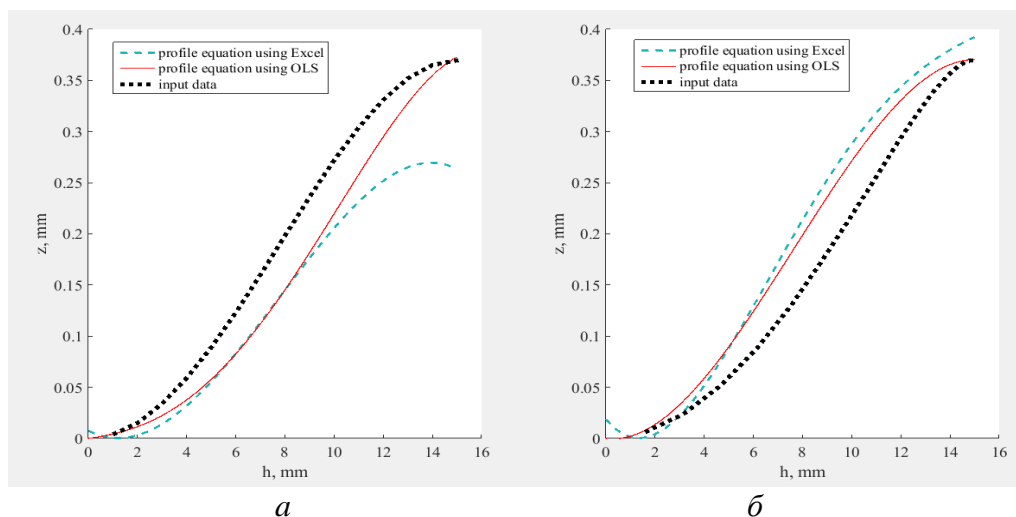 0.4
0.35
0.3
0.25
0.2
0.15
0.1
0.05
0
z, mm
profile equation using Excel
profile equation using OLS
input data
0 2 4 6 8 10 12 14 16
h, mm
а
0.4
0.35
0.3
0.25
0.2
0.15
0.1
0.05
0
z, mm
profile equation using Excel
profile equation using OLS
input data
0 2 4 6 8 10 12 14 16
h, mm
б